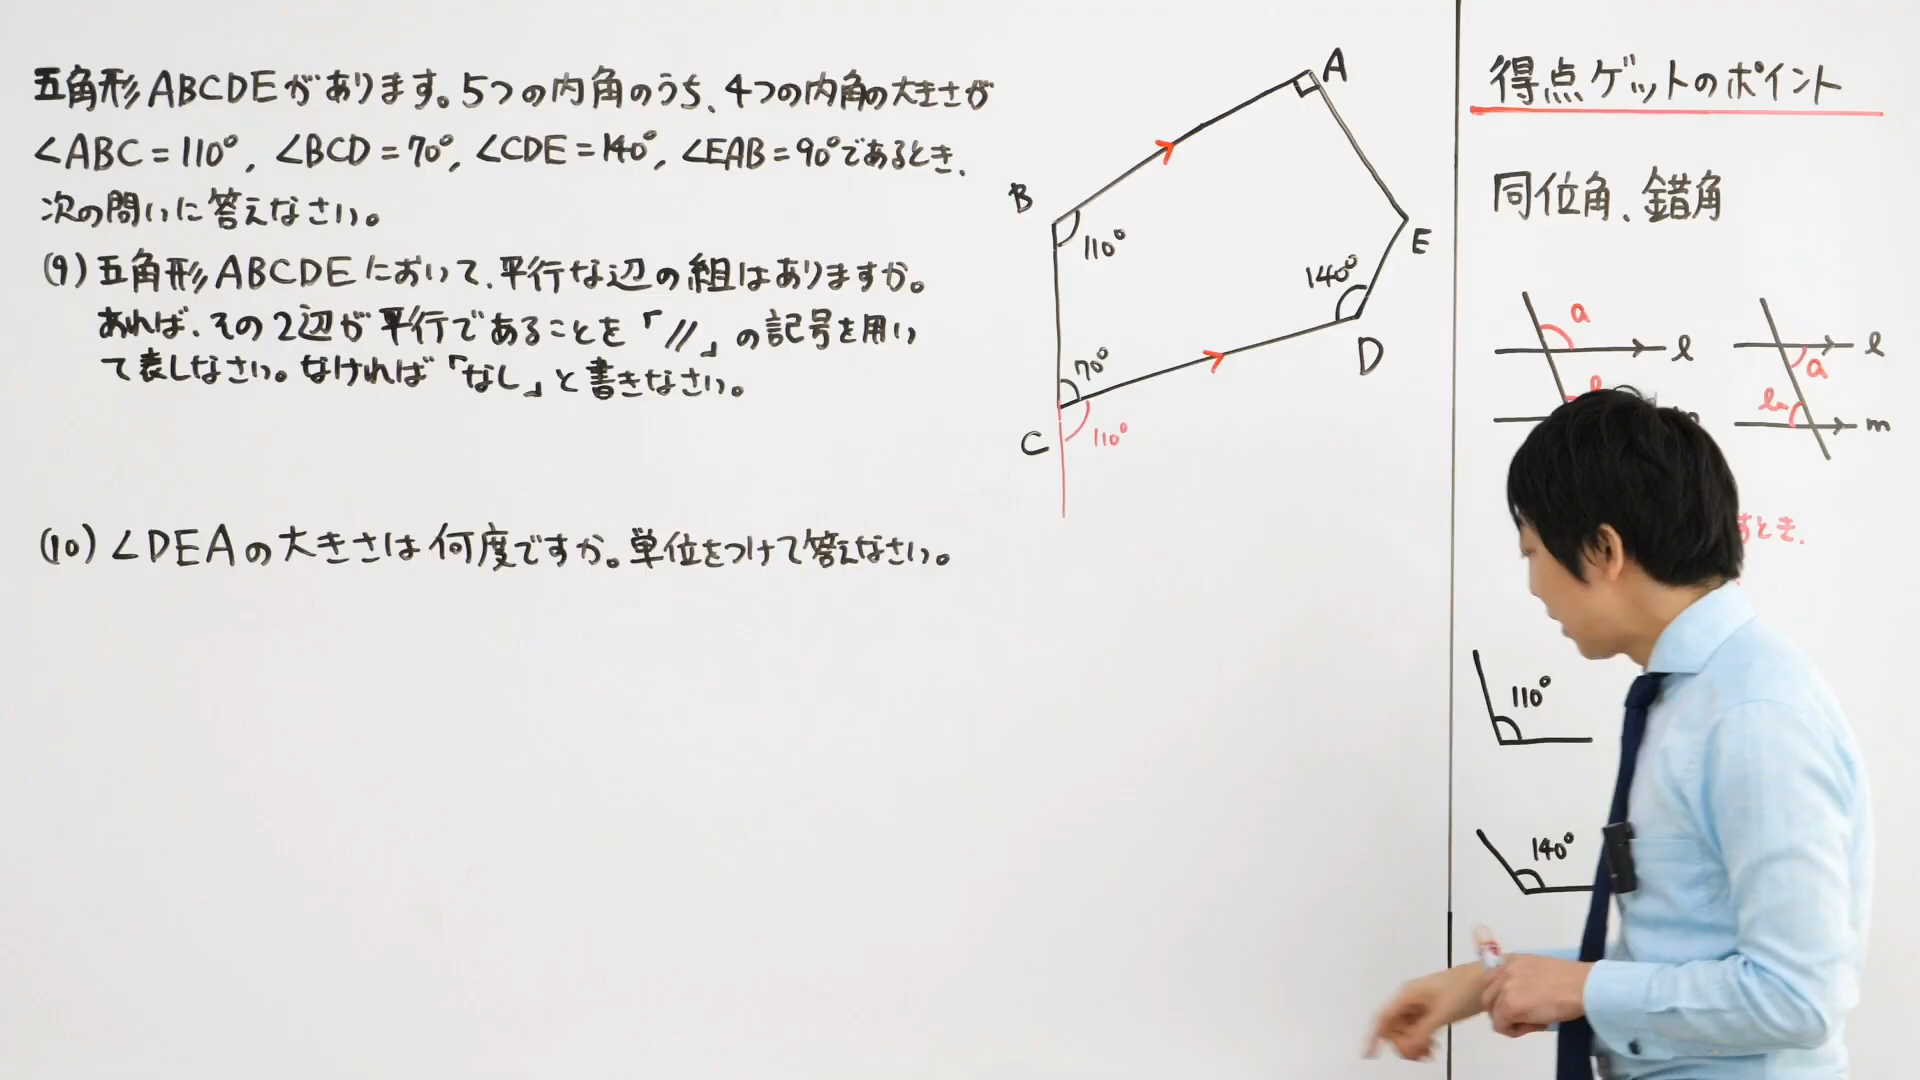 五角形ABCDEがあります。5つの内角のうち、4つの内角の大きさが
∠ABC=110°, ∠BCD=70°, ∠CDE=140°, ∠EAB=90°であるとき、
次の問いに答えなさい。
(9) 五角形ABCDEにおいて、平行な辺の組はありますか。
あれば、その2辺が平行であることを「//」の記号を用い
て表しなさい。なければ「なし」と書きなさい。
(10) ∠DEAの大きさは何度ですか。単位をつけて答えなさい。
A
B
110°
E
140°
D
70°
C
110°
得点ゲットのポイント
同位角、錯角
a
l
l
a
m
すとき、
110°
140°